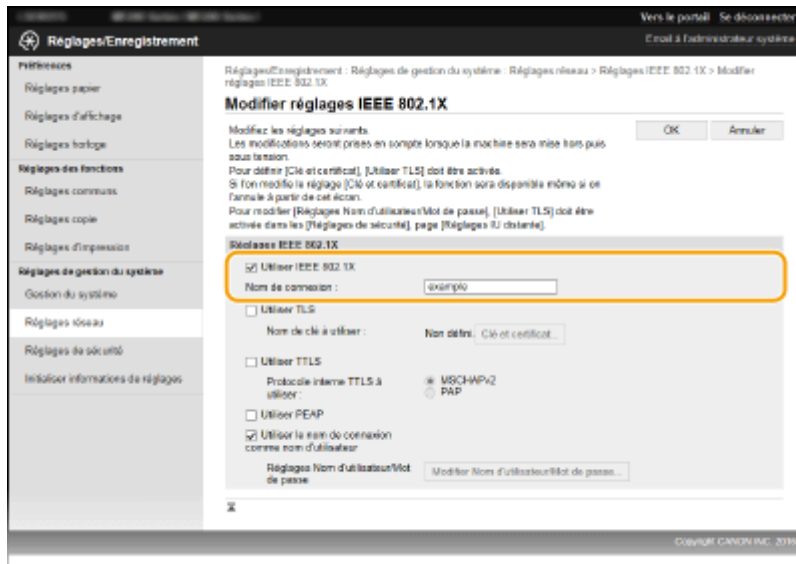 Vers le portail Se déconnecter
Réglages/Enregistrement
Email à l'administrateur système
Préférences
Réglages papier
Réglages d'affichage
Réglages horloge
Réglages des fonctions
Réglages communs
Réglages copie
Réglages d'impression
Réglages de gestion du système
Gestion du système
Réglages réseau
Réglages de sécurité
Initialiser informations de réglages
Réglages/Enregistrement : Réglages de gestion du système : Réglages réseau > Réglages IEEE 802.1X > Modifier
réglages IEEE 802.1X
Modifier réglages IEEE 802.1X
Modifiez les réglages suivants.
Les modifications seront prises en compte lorsque la machine sera mise hors puis
sous tension.
Pour définir [Clé et certificat], [Utiliser TLS] doit être activée.
Si l'on modifie le réglage [Clé et certificat], la fonction sera disponible même si on
l'annule à partir de cet écran.
Pour modifier [Réglages Nom d'utilisateur/Mot de passe], [Utiliser TLS] doit être
activée dans les [Réglages de sécurité], page [Réglages IU distante].
OK Annuler
Réglages IEEE 802.1X
Utiliser IEEE 802.1X
Nom de connexion : example
Utiliser TLS
Nom de clé à utiliser : Non défini. Clé et certificat...
Utiliser TTLS
Protocole interne TTLS à
utiliser :
MSCHAPv2
PAP
Utiliser PEAP
Utiliser le nom de connexion
comme nom d'utilisateur
Réglages Nom d'utilisateur/Mot
de passe
Modifier Nom d'utilisateur/Mot de passe...
Copyright CANON INC. 2016